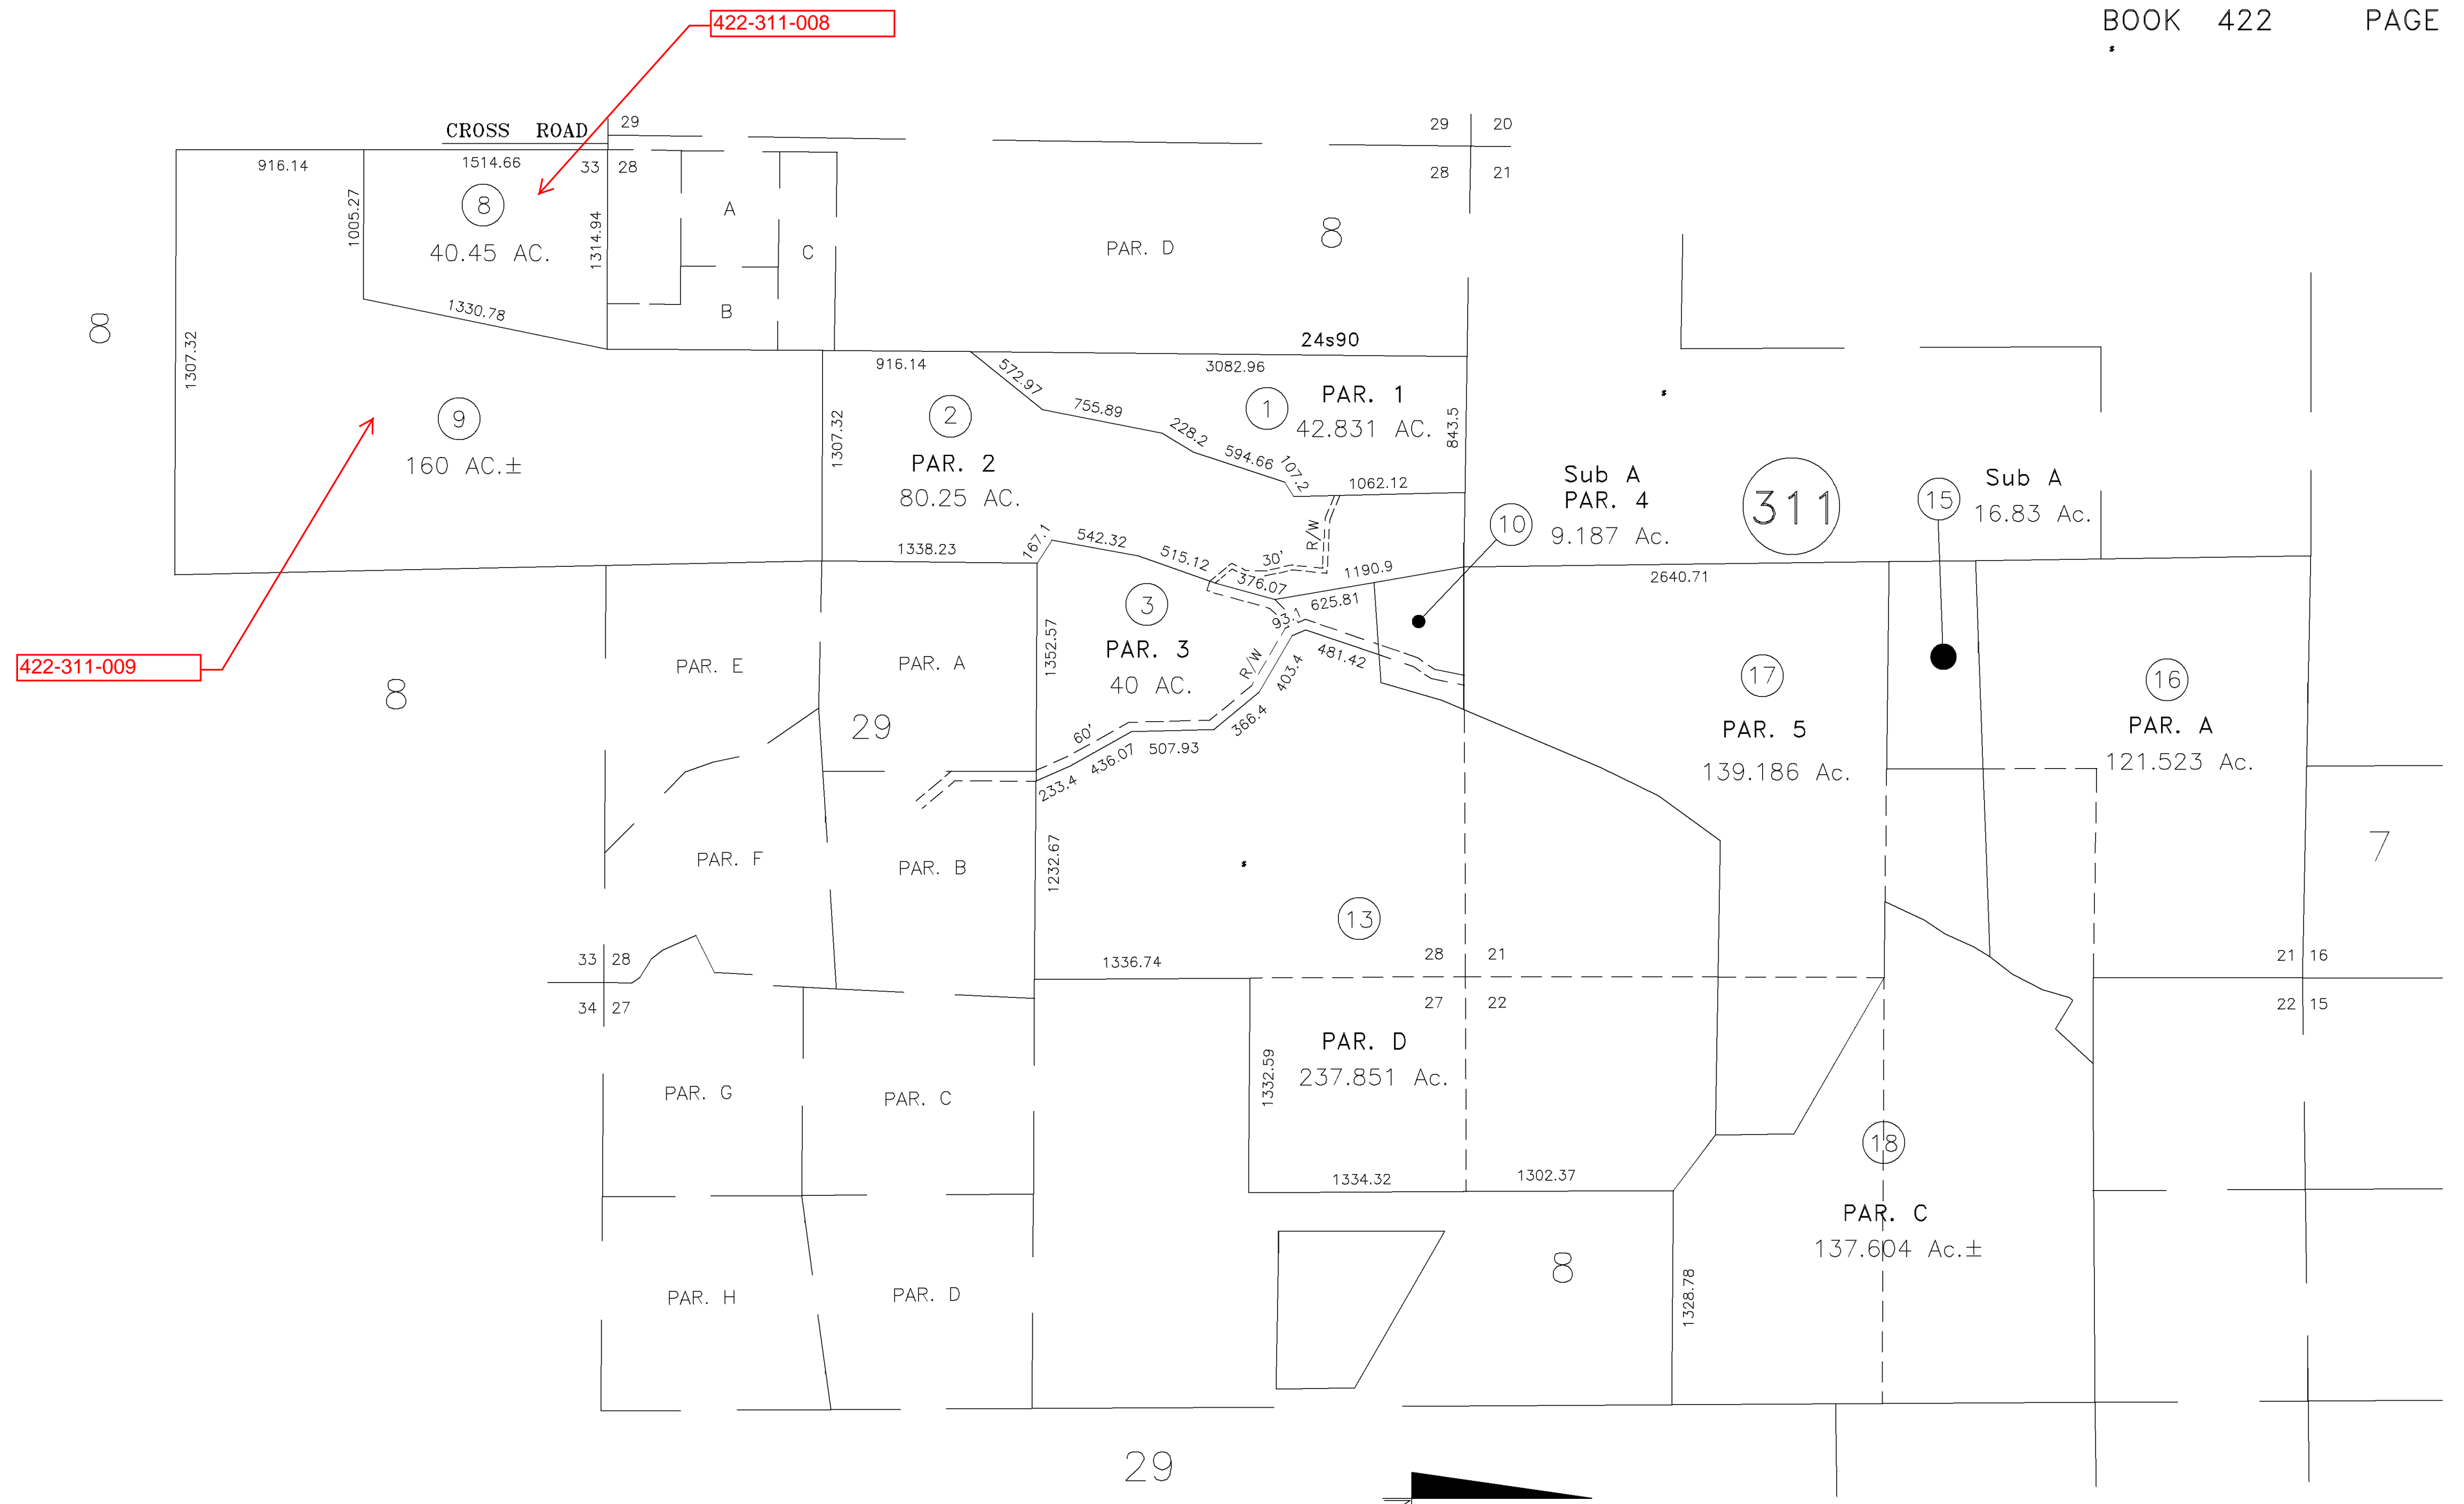 422-311-008
BOOK 422 PAGE
CROSS ROAD
29
29 20
916.14
1514.66
33 28
28 21
1005.27
8
40.45 AC.
1314.94
A
C
PAR. D
8
1330.78
B
8
1307.32
24s90
916.14
572.97
3082.96
PAR. 1
1
42.831 AC.
843.5
755.89
228.2
594.66
107.2
1062.12
9
160 AC.±
1307.32
2
PAR. 2
80.25 AC.
Sub A
PAR. 4
10
9.187 Ac.
311
15
Sub A
16.83 Ac.
R/W
1338.23
167.1
542.32
515.12
30'
376.07
1190.9
625.81
93.1
2640.71
422-311-009
3
PAR. 3
40 AC.
1352.57
R/W
403.4
481.42
8
PAR. E
PAR. A
29
17
PAR. 5
139.186 Ac.
16
PAR. A
121.523 Ac.
60'
233.4
436.07
507.93
366.4
7
PAR. F
PAR. B
1232.67
13
33 28
34 27
1336.74
28 21
27 22
21 16
22 15
PAR. D
237.851 Ac.
1332.59
PAR. G
PAR. C
18
1334.32
1302.37
PAR. C
137.604 Ac.±
8
1328.78
PAR. H
PAR. D
29